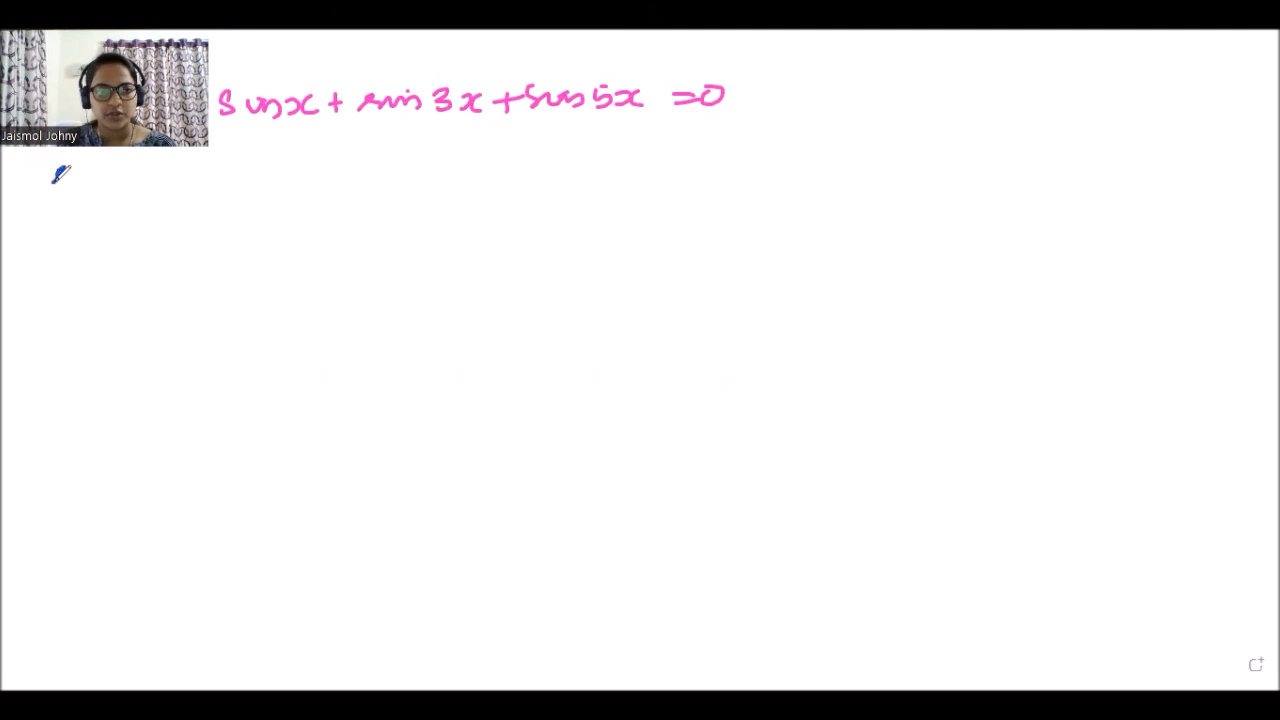 sin x + sin 3x + sin 5x = 0
Jaismol Johny